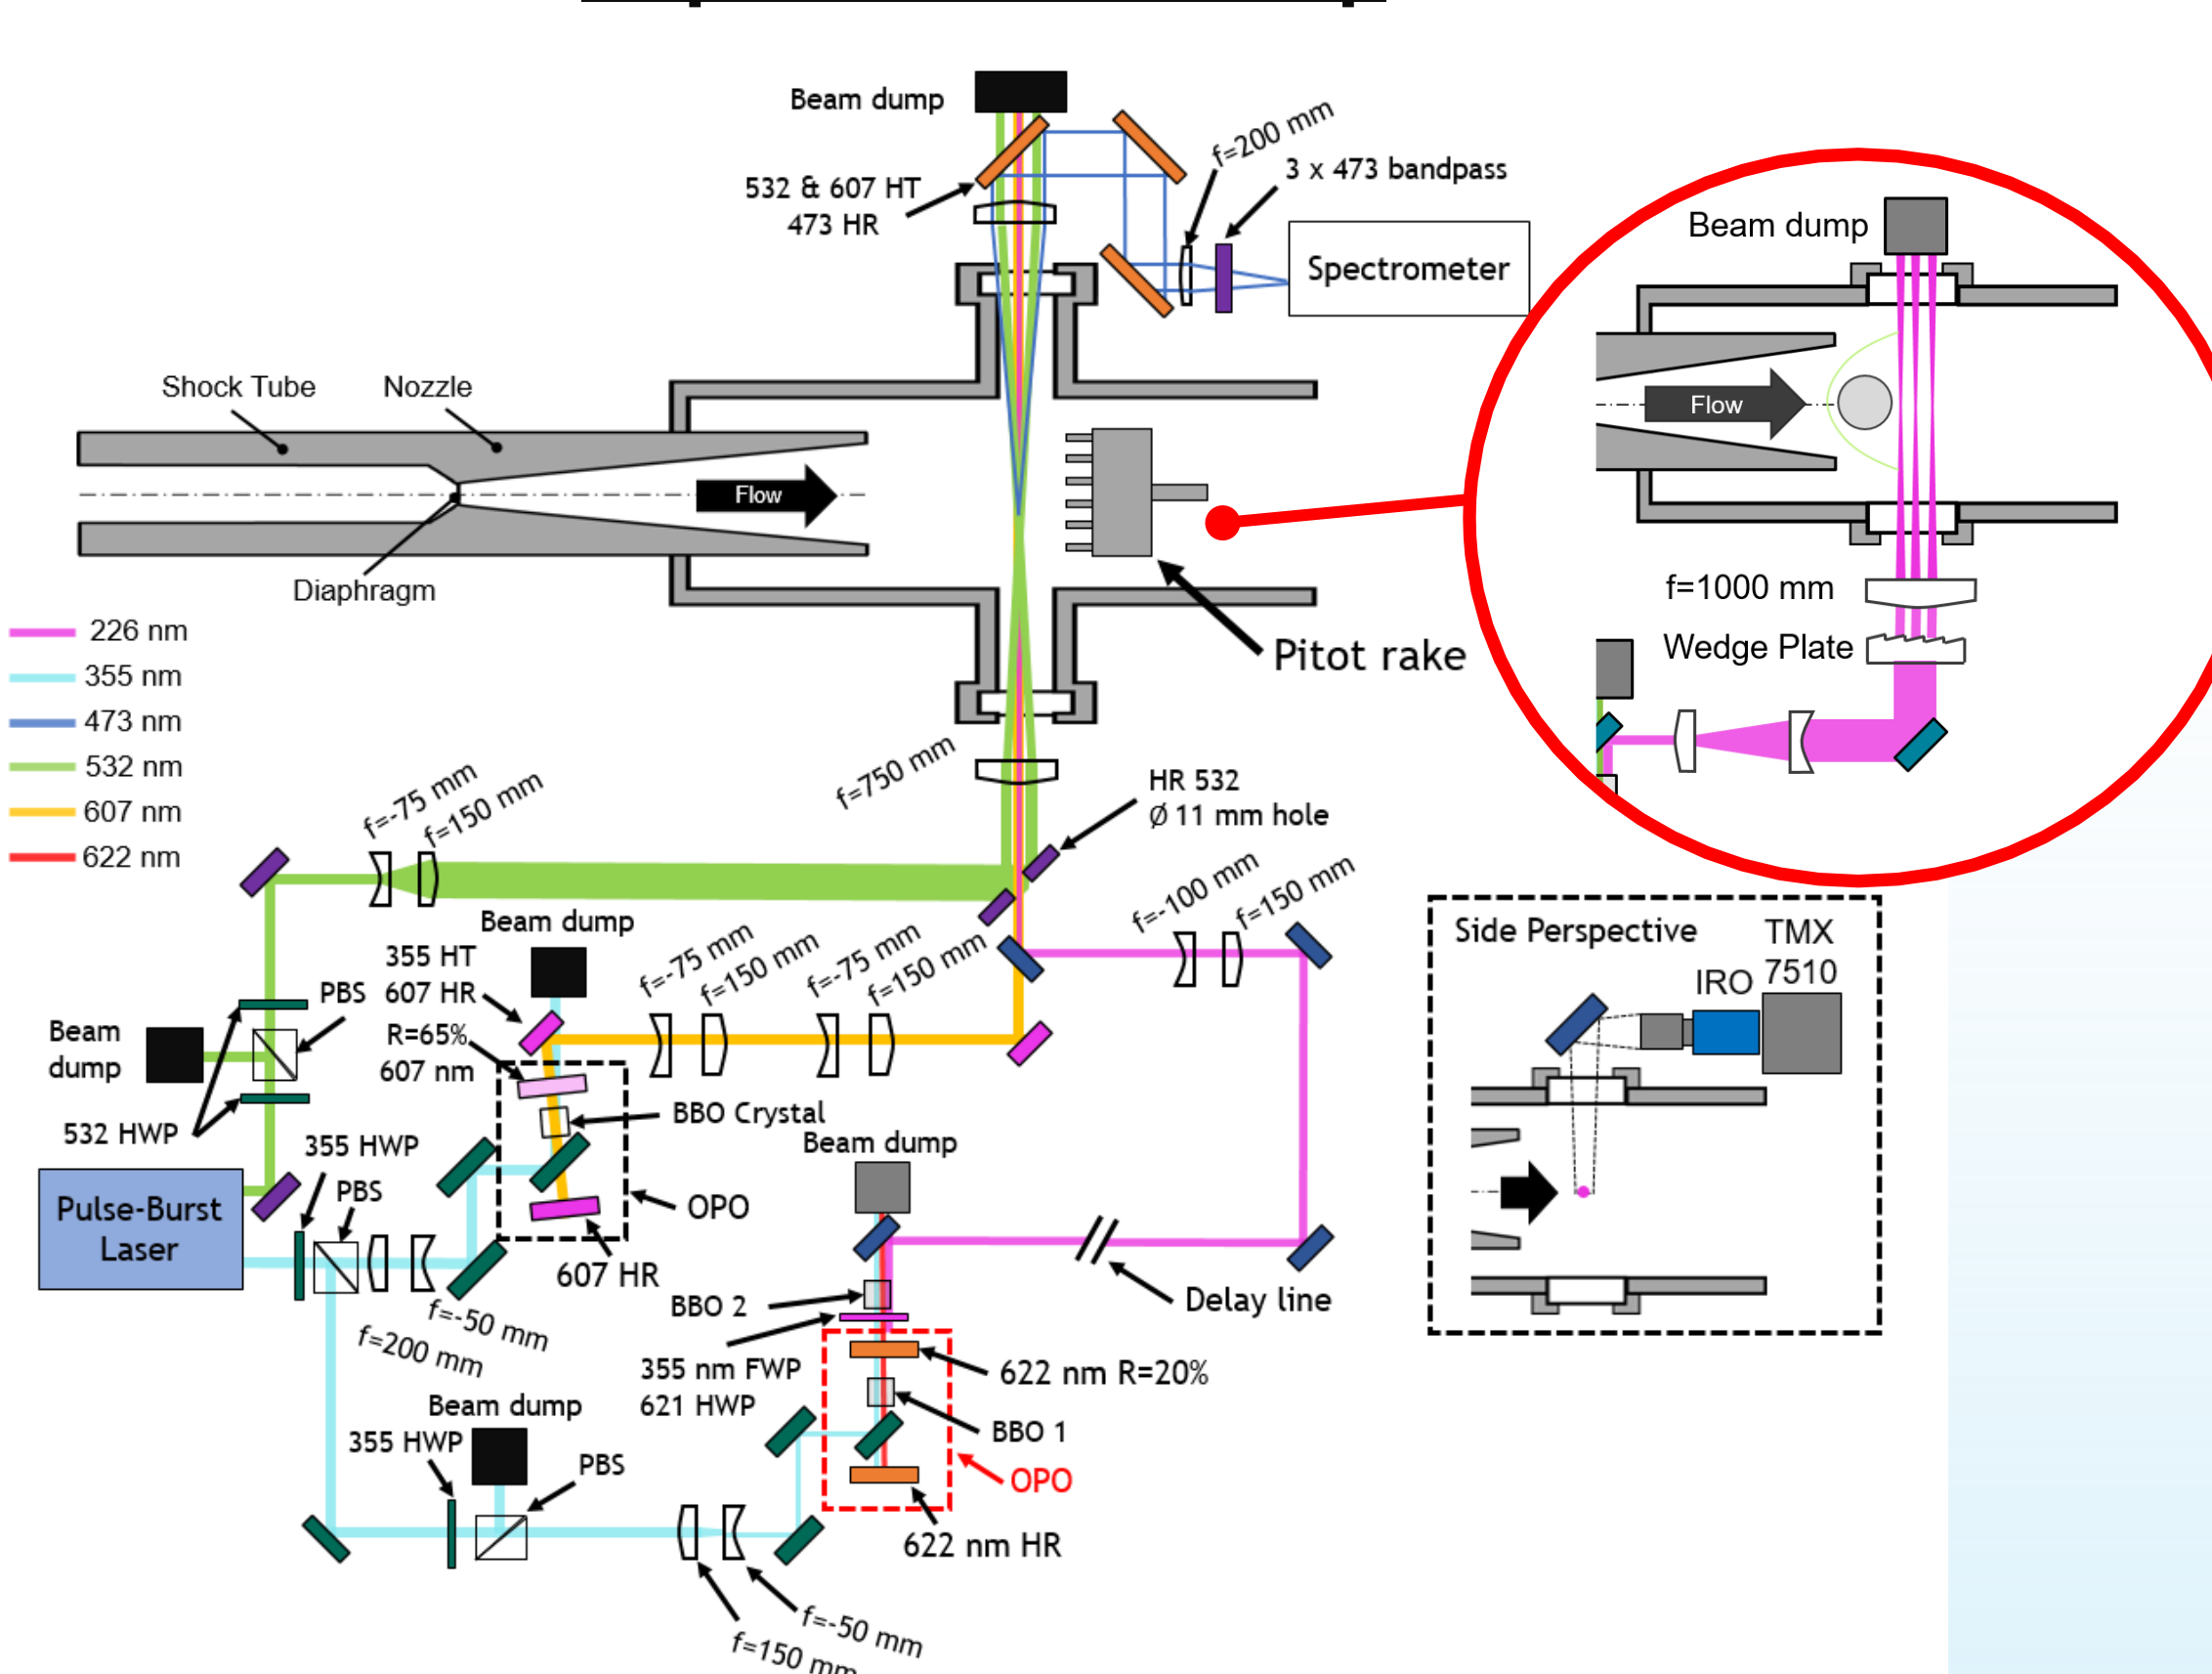 Beam dump
f=200 mm
3 x 473 bandpass
532 & 607 HT
473 HR
Spectrometer
Shock Tube
Nozzle
Flow
Diaphragm
Pitot rake
Beam dump
Flow
f=1000 mm
Wedge Plate
226 nm
355 nm
473 nm
532 nm
607 nm
622 nm
f=-75 mm
f=150 mm
f=750 mm
HR 532
Ø 11 mm hole
f=-100 mm
f=150 mm
Beam dump
355 HT
607 HR
R=65%
607 nm
f=-75 mm
f=150 mm
f=-75 mm
f=150 mm
PBS
Beam
dump
532 HWP
355 HWP
PBS
BBO Crystal
OPO
607 HR
Pulse-Burst
Laser
f=-50 mm
f=200 mm
Beam dump
BBO 2
355 nm FWP
621 HWP
Delay line
622 nm R=20%
BBO 1
OPO
622 nm HR
Beam dump
355 HWP
PBS
f=-50 mm
f=150 mm
Side Perspective
TMX
7510
IRO